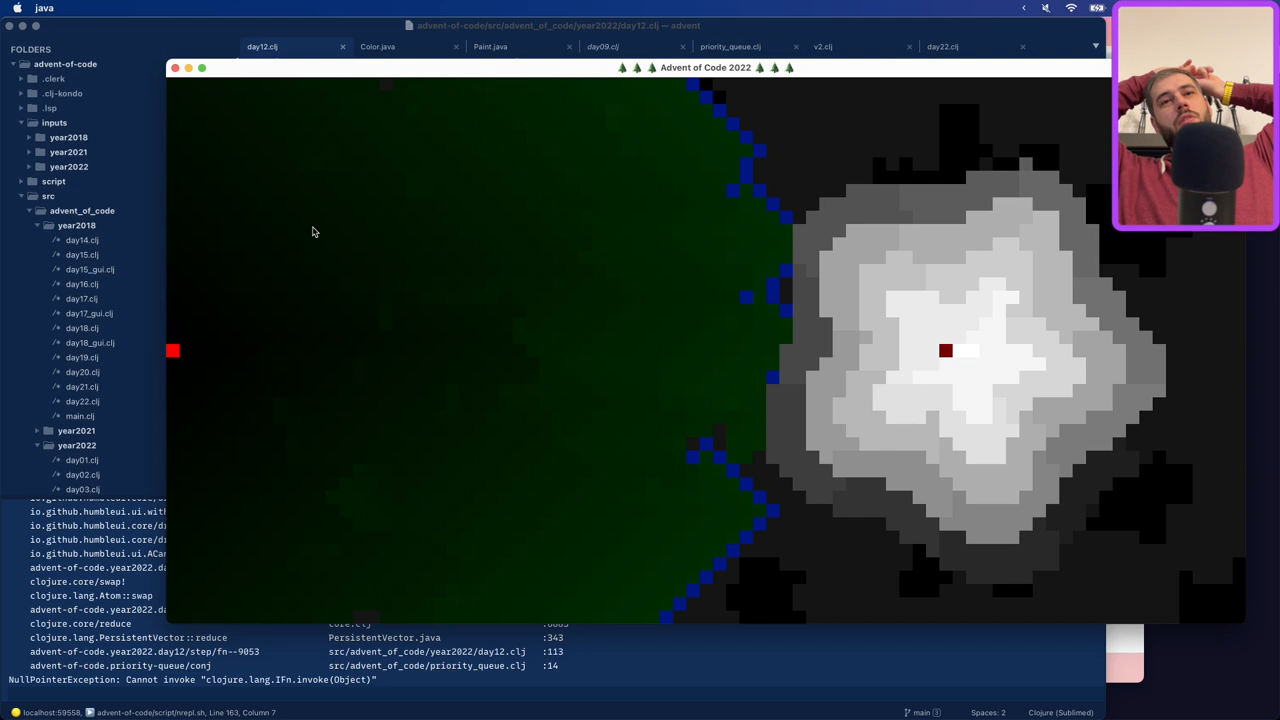 java
advent-of-code/src/advent_of_code/year2022/day12.clj — advent
FOLDERS
day12.clj
Color.java
Paint.java
day09.clj
priority_queue.clj
v2.clj
day22.clj
🌲 🌲 🌲 Advent of Code 2022 🌲 🌲 🌲
advent-of-code
.clerk
.clj-kondo
.lsp
inputs
year2018
year2021
year2022
script
src
advent_of_code
year2018
/* day14.clj
/* day15.clj
/* day15_gui.clj
/* day16.clj
/* day17.clj
/* day17_gui.clj
/* day18.clj
/* day18_gui.clj
/* day19.clj
/* day20.clj
/* day21.clj
/* day22.clj
/* main.clj
year2021
year2022
/* day01.clj
/* day02.clj
/* day03.clj
io.github.humbleui.ui.with
io.github.humbleui.core/dr
io.github.humbleui.core/dr
io.github.humbleui.ui.ACan
advent-of-code.year2022.da
clojure.core/swap!
clojure.lang.Atom::swap
advent-of-code.year2022.da
clojure.core/reduce
clojure.lang.PersistentVector::reduce PersistentVector.java :343
advent-of-code.year2022.day12/step/fn--9053 src/advent_of_code/year2022/day12.clj :113
advent-of-code.priority-queue/conj src/advent_of_code/priority_queue.clj :14
NullPointerException: Cannot invoke "clojure.lang.IFn.invoke(Object)"
localhost:59558, advent-of-code/script/nrepl.sh, Line 163, Column 7
main 3
Spaces: 2
Clojure (Sublimed)